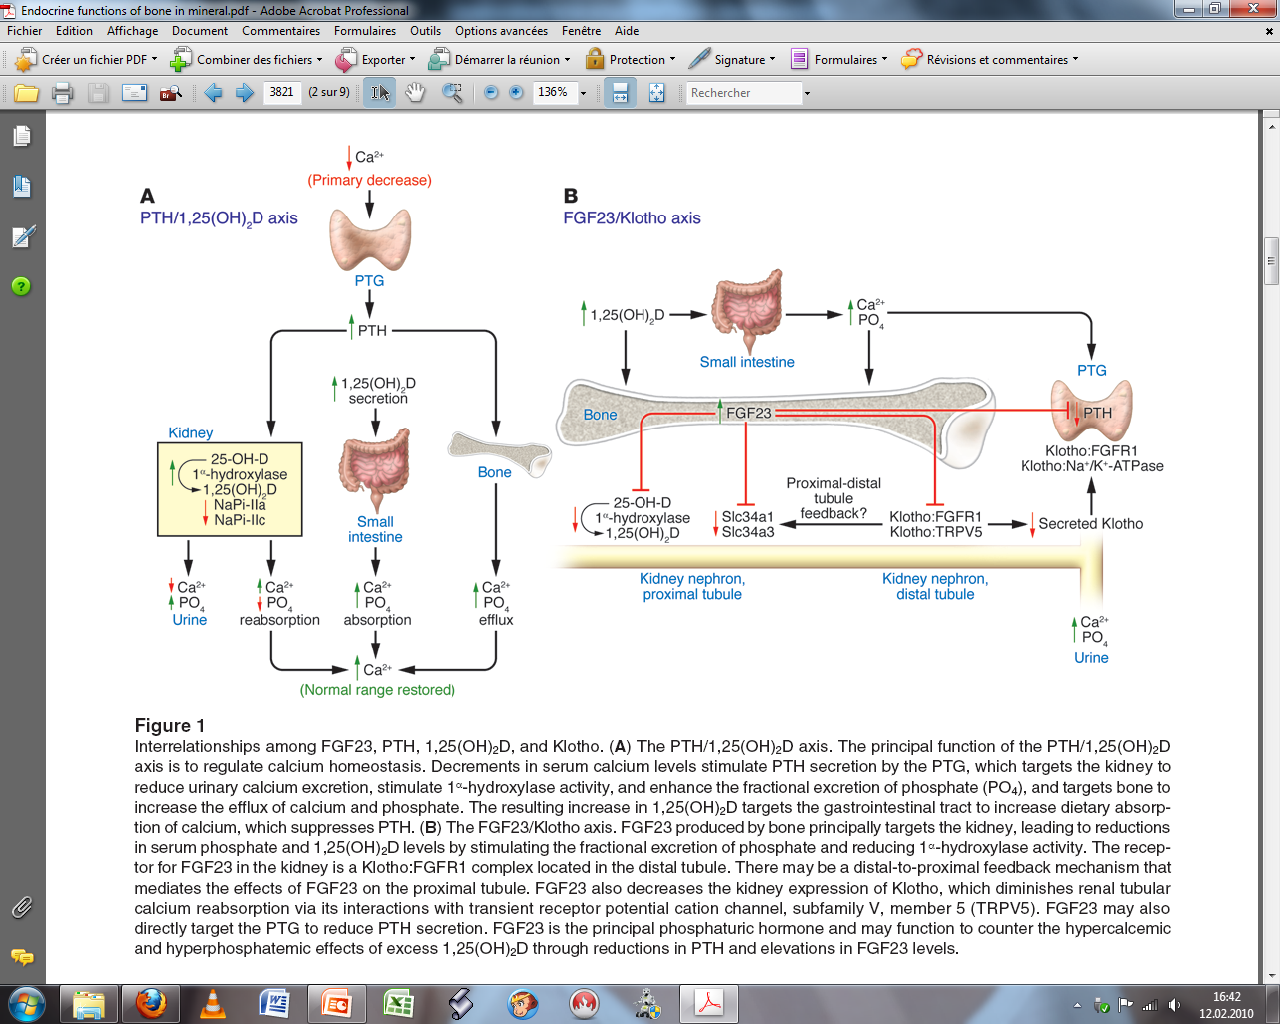 Endocrine functions of bone in mineral.pdf - Adobe Acrobat Professional
Fichier Edition Affichage Document Commentaires Formulaires Outils Options avancées Fenêtre Aide
Créer un fichier PDF Combiner des fichiers Exporter Démarrer la réunion Protection Signature Formulaires Révisions et commentaires
3821 (2 sur 9) 136% Rechercher
Ca2+
(Primary decrease)
A
PTH/1,25(OH)2D axis
PTG
PTH
1,25(OH)2D
secretion
Kidney
25-OH-D
1α-hydroxylase
1,25(OH)2D
NaPi-IIa
NaPi-IIc
Small
intestine
Bone
Ca2+
PO4
Urine
Ca2+
PO4
reabsorption
Ca2+
PO4
absorption
Ca2+
PO4
efflux
Ca2+
(Normal range restored)
B
FGF23/Klotho axis
1,25(OH)2D
Small intestine
Ca2+
PO4
PTG
Bone
FGF23
PTH
Klotho:FGFR1
Klotho:Na+/K+-ATPase
25-OH-D
1α-hydroxylase
1,25(OH)2D
Slc34a1
Slc34a3
Proximal-distal
tubule
feedback?
Klotho:FGFR1
Klotho:TRPV5
Secreted Klotho
Kidney nephron,
proximal tubule
Kidney nephron,
distal tubule
Ca2+
PO4
Urine
Figure 1
Interrelationships among FGF23, PTH, 1,25(OH)2D, and Klotho. (A) The PTH/1,25(OH)2D axis. The principal function of the PTH/1,25(OH)2D
axis is to regulate calcium homeostasis. Decrements in serum calcium levels stimulate PTH secretion by the PTG, which targets the kidney to
reduce urinary calcium excretion, stimulate 1α-hydroxylase activity, and enhance the fractional excretion of phosphate (PO4), and targets bone to
increase the efflux of calcium and phosphate. The resulting increase in 1,25(OH)2D targets the gastrointestinal tract to increase dietary absorp-
tion of calcium, which suppresses PTH. (B) The FGF23/Klotho axis. FGF23 produced by bone principally targets the kidney, leading to reductions
in serum phosphate and 1,25(OH)2D levels by stimulating the fractional excretion of phosphate and reducing 1α-hydroxylase activity. The recep-
tor for FGF23 in the kidney is a Klotho:FGFR1 complex located in the distal tubule. There may be a distal-to-proximal feedback mechanism that
mediates the effects of FGF23 on the proximal tubule. FGF23 also decreases the kidney expression of Klotho, which diminishes renal tubular
calcium reabsorption via its interactions with transient receptor potential cation channel, subfamily V, member 5 (TRPV5). FGF23 may also
directly target the PTG to reduce PTH secretion. FGF23 is the principal phosphaturic hormone and may function to counter the hypercalcemic
and hyperphosphatemic effects of excess 1,25(OH)2D through reductions in PTH and elevations in FGF23 levels.
16:42
12.02.2010